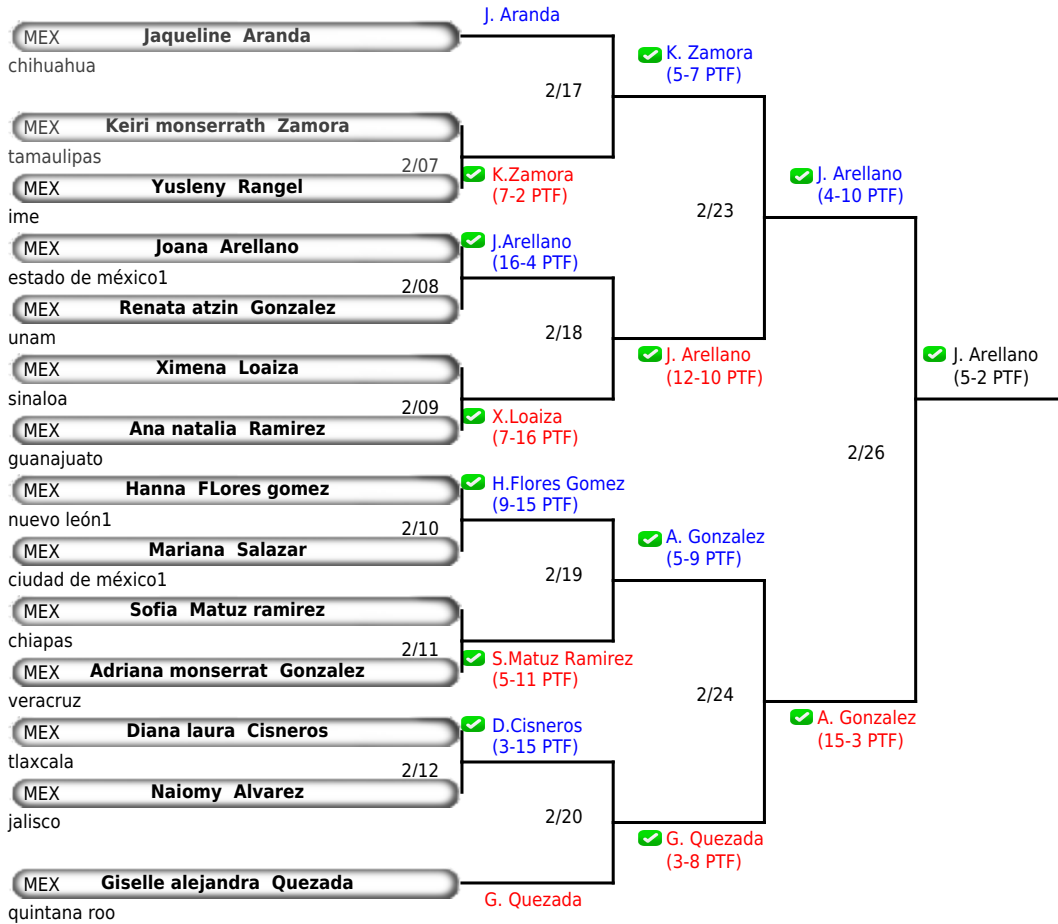 J. Aranda
MEX Jaqueline Aranda
chihuahua
K. Zamora
(5-7 PTF)
2/17
MEX Keiri monserrath Zamora
tamaulipas
2/07
K.Zamora
(7-2 PTF)
MEX Yusleny Rangel
ime
J. Arellano
(4-10 PTF)
2/23
MEX Joana Arellano
J.Arellano
(16-4 PTF)
estado de méxico1
2/08
MEX Renata atzin Gonzalez
unam
2/18
MEX Ximena Loaiza
sinaloa
J. Arellano
(12-10 PTF)
J. Arellano
(5-2 PTF)
2/09
X.Loaiza
(7-16 PTF)
MEX Ana natalia Ramirez
guanajuato
2/26
MEX Hanna FLores gomez
H.Flores Gomez
(9-15 PTF)
nuevo león1
2/10
MEX Mariana Salazar
ciudad de méxico1
A. Gonzalez
(5-9 PTF)
2/19
MEX Sofia Matuz ramirez
chiapas
2/11
S.Matuz Ramirez
(5-11 PTF)
MEX Adriana monserrat Gonzalez
veracruz
2/24
A. Gonzalez
(15-3 PTF)
MEX Diana laura Cisneros
D.Cisneros
(3-15 PTF)
tlaxcala
2/12
MEX Naiomy Alvarez
jalisco
2/20
G. Quezada
(3-8 PTF)
MEX Giselle alejandra Quezada
G. Quezada
quintana roo